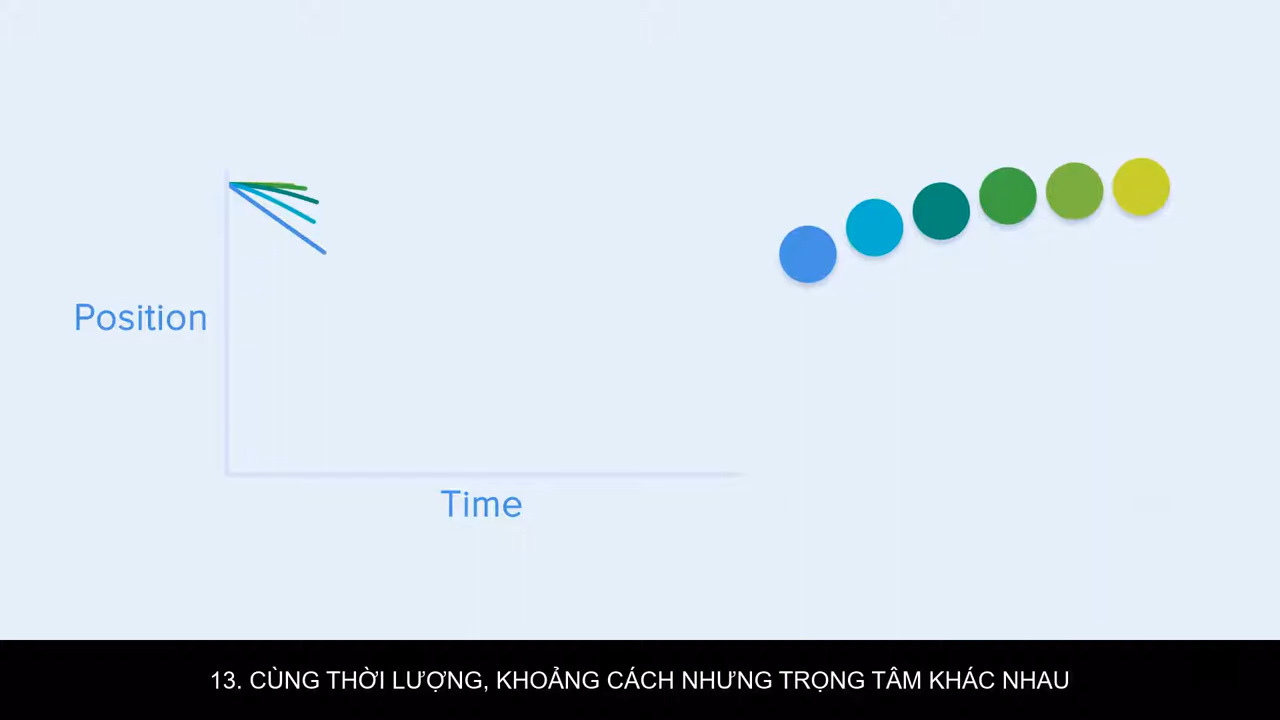 Position
Time
13. CÙNG THỜI LƯỢNG, KHOẢNG CÁCH NHƯNG TRỌNG TÂM KHÁC NHAU